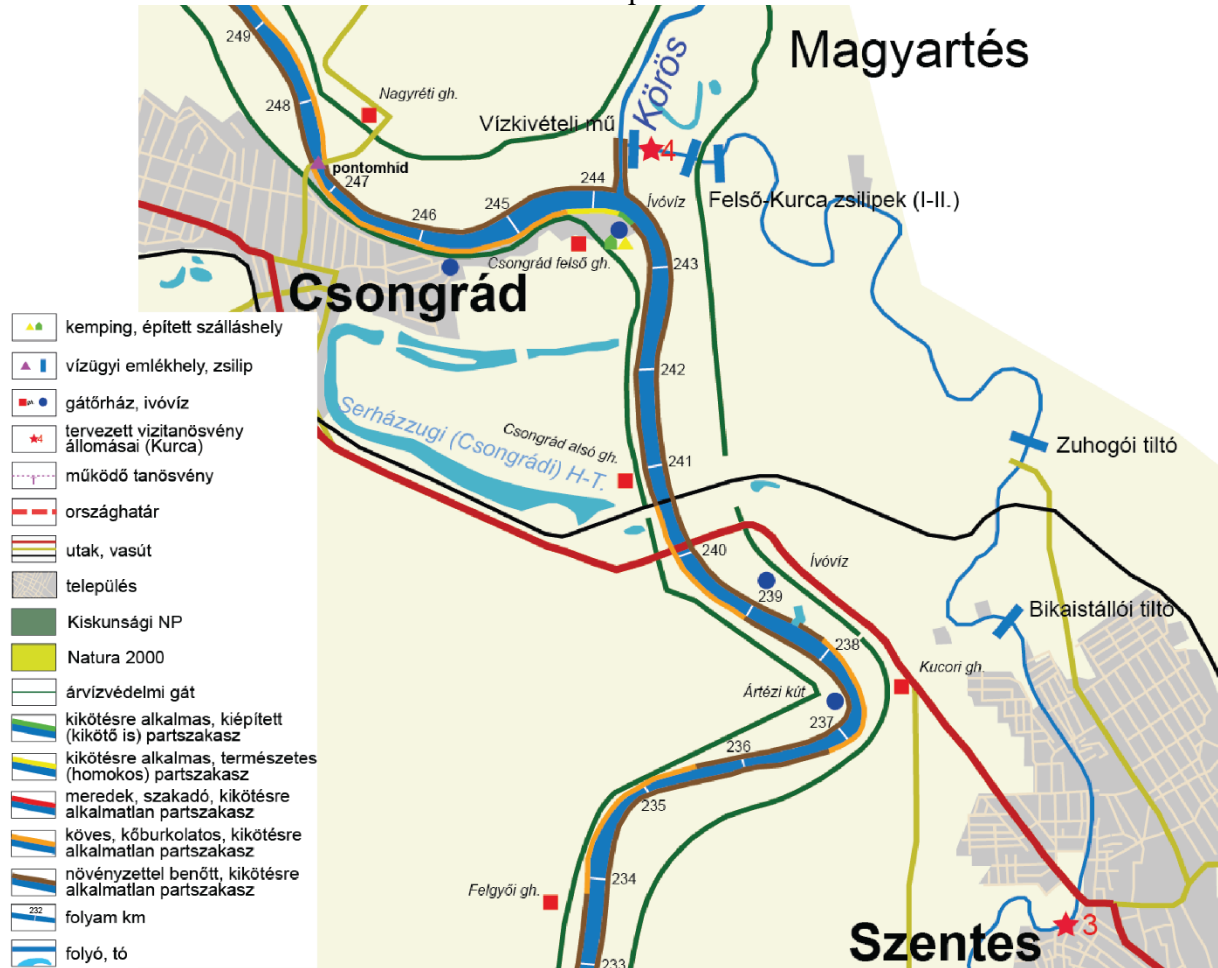 249
Magyartés
Körös
248
Nagyréti gh.
Vízkivételi mű
4
pontomhíd
247
244
Ívóvíz
Felső-Kurca zsilipek (I-II.)
246
245
Csongrád felső gh.
243
Csongrád
kemping, épített szálláshely
vízügyi emlékhely, zsilip
242
gátőrház, ivóvíz
4
tervezett vizitanösvény
állomásai (Kurca)
Serházzugi (Csongrádi) H-T.
Csongrád alsó gh.
241
Zuhogói tiltó
működő tanösvény
országhatár
utak, vasút
240
Ívóvíz
239
település
Bikaistállói tiltó
Kiskunsági NP
238
Natura 2000
Kucori gh.
árvízvédelmi gát
Ártézi kút
237
kikötésre alkalmas, kiépített
(kikötő is) partszakasz
236
kikötésre alkalmas, természetes
(homokos) partszakasz
235
meredek, szakadó, kikötésre
alkalmatlan partszakasz
köves, kőburkolatos, kikötésre
alkalmatlan partszakasz
234
növényzettel benőtt, kikötésre
alkalmatlan partszakasz
Felgyői gh.
232
folyam km
3
Szentes
folyó, tó
233